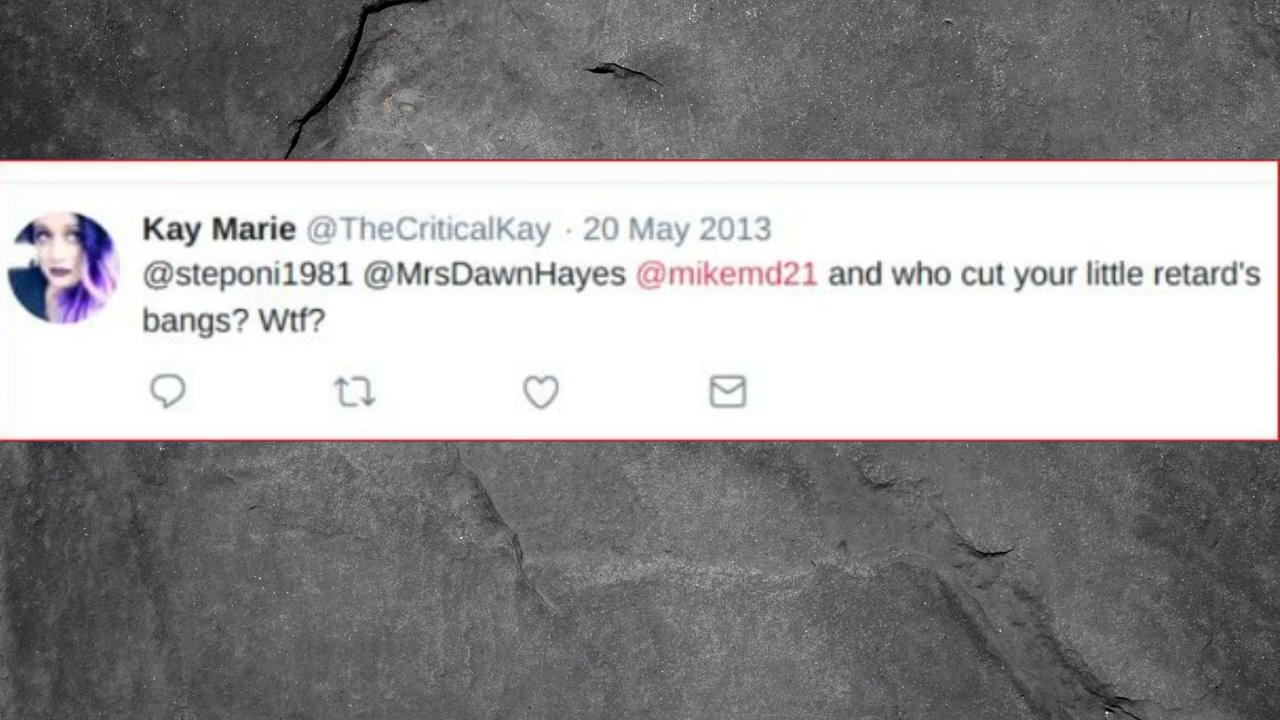 Kay Marie @TheCriticalKay · 20 May 2013
@steponi1981 @MrsDawnHayes @mikemd21 and who cut your little retard's
bangs? Wtf?